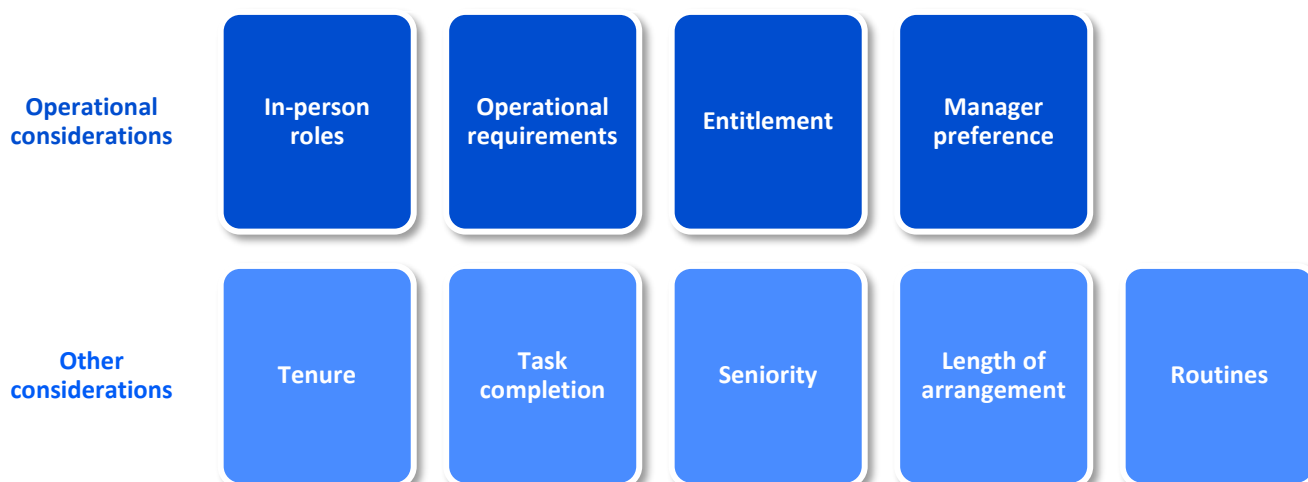 Operational
considerations
In-person
roles
Operational
requirements
Entitlement
Manager
preference
Other
considerations
Tenure
Task
completion
Seniority
Length of
arrangement
Routines